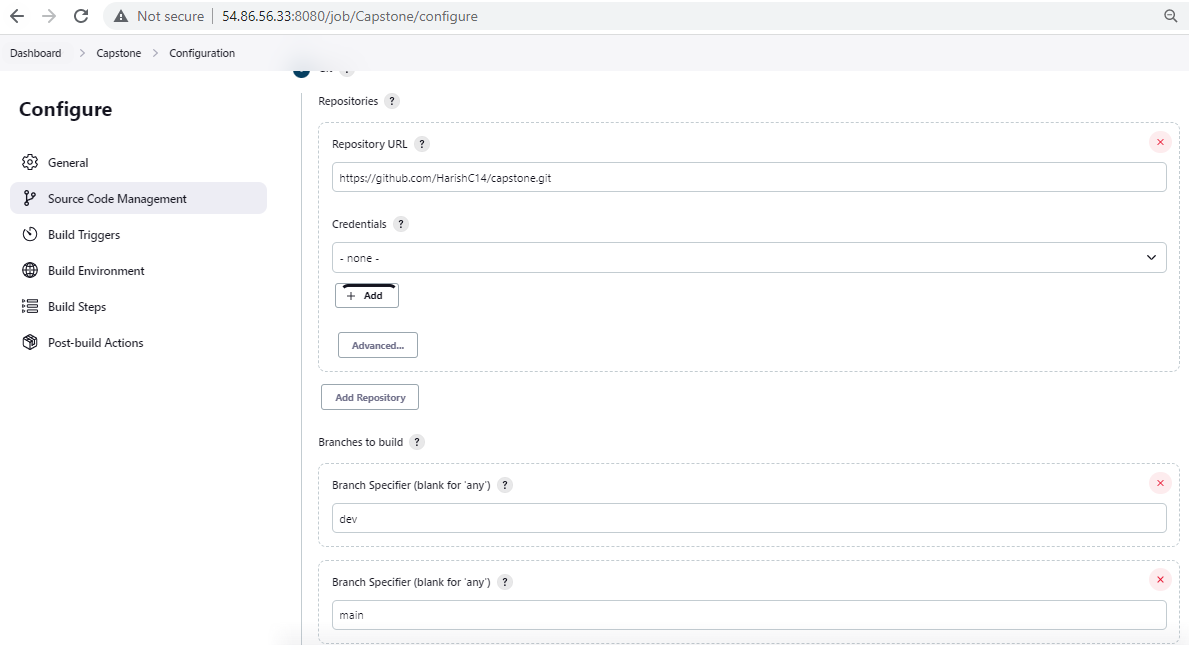 Not secure | 54.86.56.33:8080/job/Capstone/configure
Dashboard > Capstone > Configuration
Configure
General
Source Code Management
Build Triggers
Build Environment
Build Steps
Post-build Actions
Repositories ?
Repository URL ?
https://github.com/HarishC14/capstone.git
Credentials ?
- none -
+ Add
Advanced...
Add Repository
Branches to build ?
Branch Specifier (blank for 'any') ?
dev
Branch Specifier (blank for 'any') ?
main